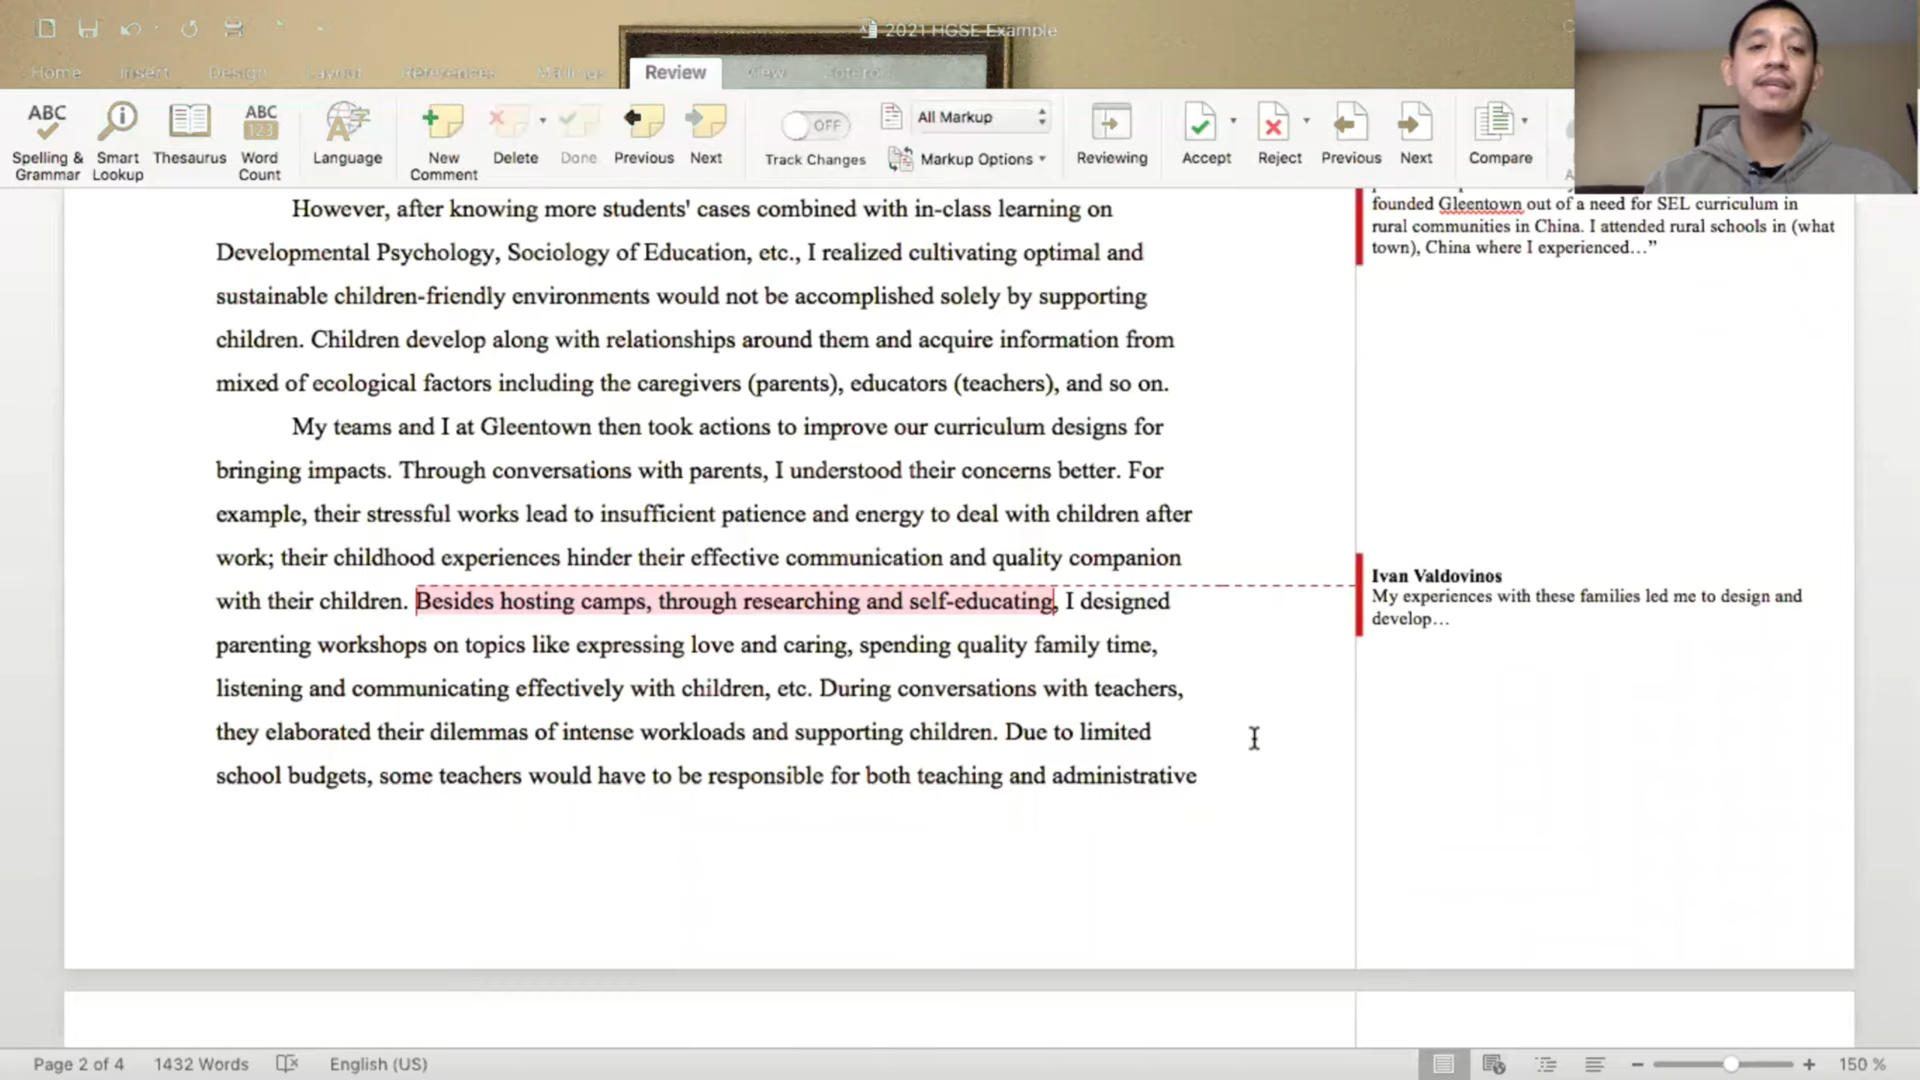 2021 HGSE Example
Home Insert Design Layout References Mailings Review View Zotero
ABC
Spelling &
Grammar
Smart
Lookup
Thesaurus
ABC
123
Word
Count
Language
New
Comment
Delete
Done
Previous
Next
OFF
Track Changes
All Markup
Markup Options
Reviewing
Accept
Reject
Previous
Next
Compare
However, after knowing more students' cases combined with in-class learning on
Developmental Psychology, Sociology of Education, etc., I realized cultivating optimal and
sustainable children-friendly environments would not be accomplished solely by supporting
children. Children develop along with relationships around them and acquire information from
mixed of ecological factors including the caregivers (parents), educators (teachers), and so on.
My teams and I at Gleentown then took actions to improve our curriculum designs for
bringing impacts. Through conversations with parents, I understood their concerns better. For
example, their stressful works lead to insufficient patience and energy to deal with children after
work; their childhood experiences hinder their effective communication and quality companion
with their children. Besides hosting camps, through researching and self-educating, I designed
parenting workshops on topics like expressing love and caring, spending quality family time,
listening and communicating effectively with children, etc. During conversations with teachers,
they elaborated their dilemmas of intense workloads and supporting children. Due to limited
school budgets, some teachers would have to be responsible for both teaching and administrative
founded Gleentown out of a need for SEL curriculum in
rural communities in China. I attended rural schools in (what
town), China where I experienced…”
Ivan Valdovinos
My experiences with these families led me to design and
develop…
Page 2 of 4 1432 Words English (US) 150 %